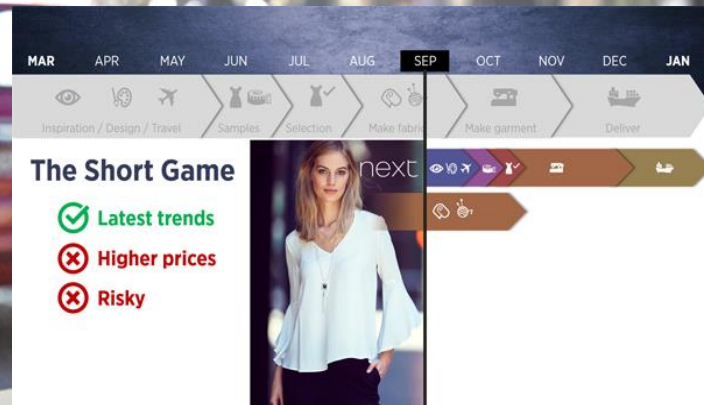 MAR APR MAY JUN JUL AUG SEP OCT NOV DEC JAN
Inspiration / Design / Travel Samples Selection Make fabric Make garment Deliver
The Short Game
next
Latest trends
Higher prices
Risky